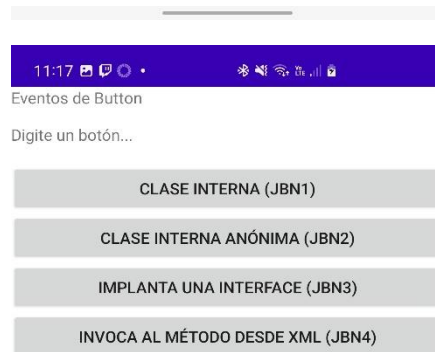 11:17
Eventos de Button
Digite un botón...
CLASE INTERNA (JBN1)
CLASE INTERNA ANÓNIMA (JBN2)
IMPLANTA UNA INTERFACE (JBN3)
INVOCA AL MÉTODO DESDE XML (JBN4)